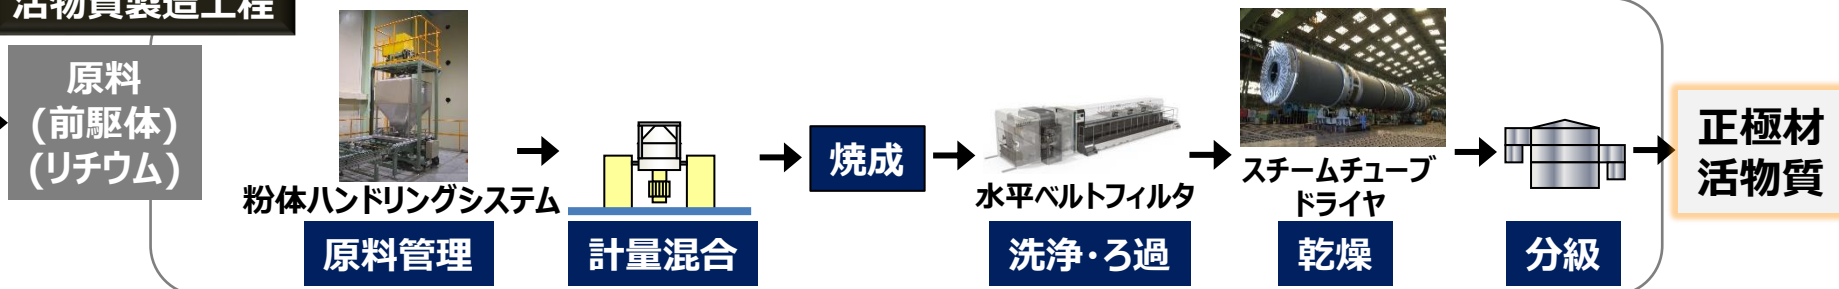 活物質製造工程
原料
(前駆体)
(リチウム)
粉体ハンドリングシステム
原料管理
計量混合
焼成
水平ベルトフィルタ
洗浄・ろ過
スチームチューブ
ドライヤ
乾燥
分級
正極材
活物質